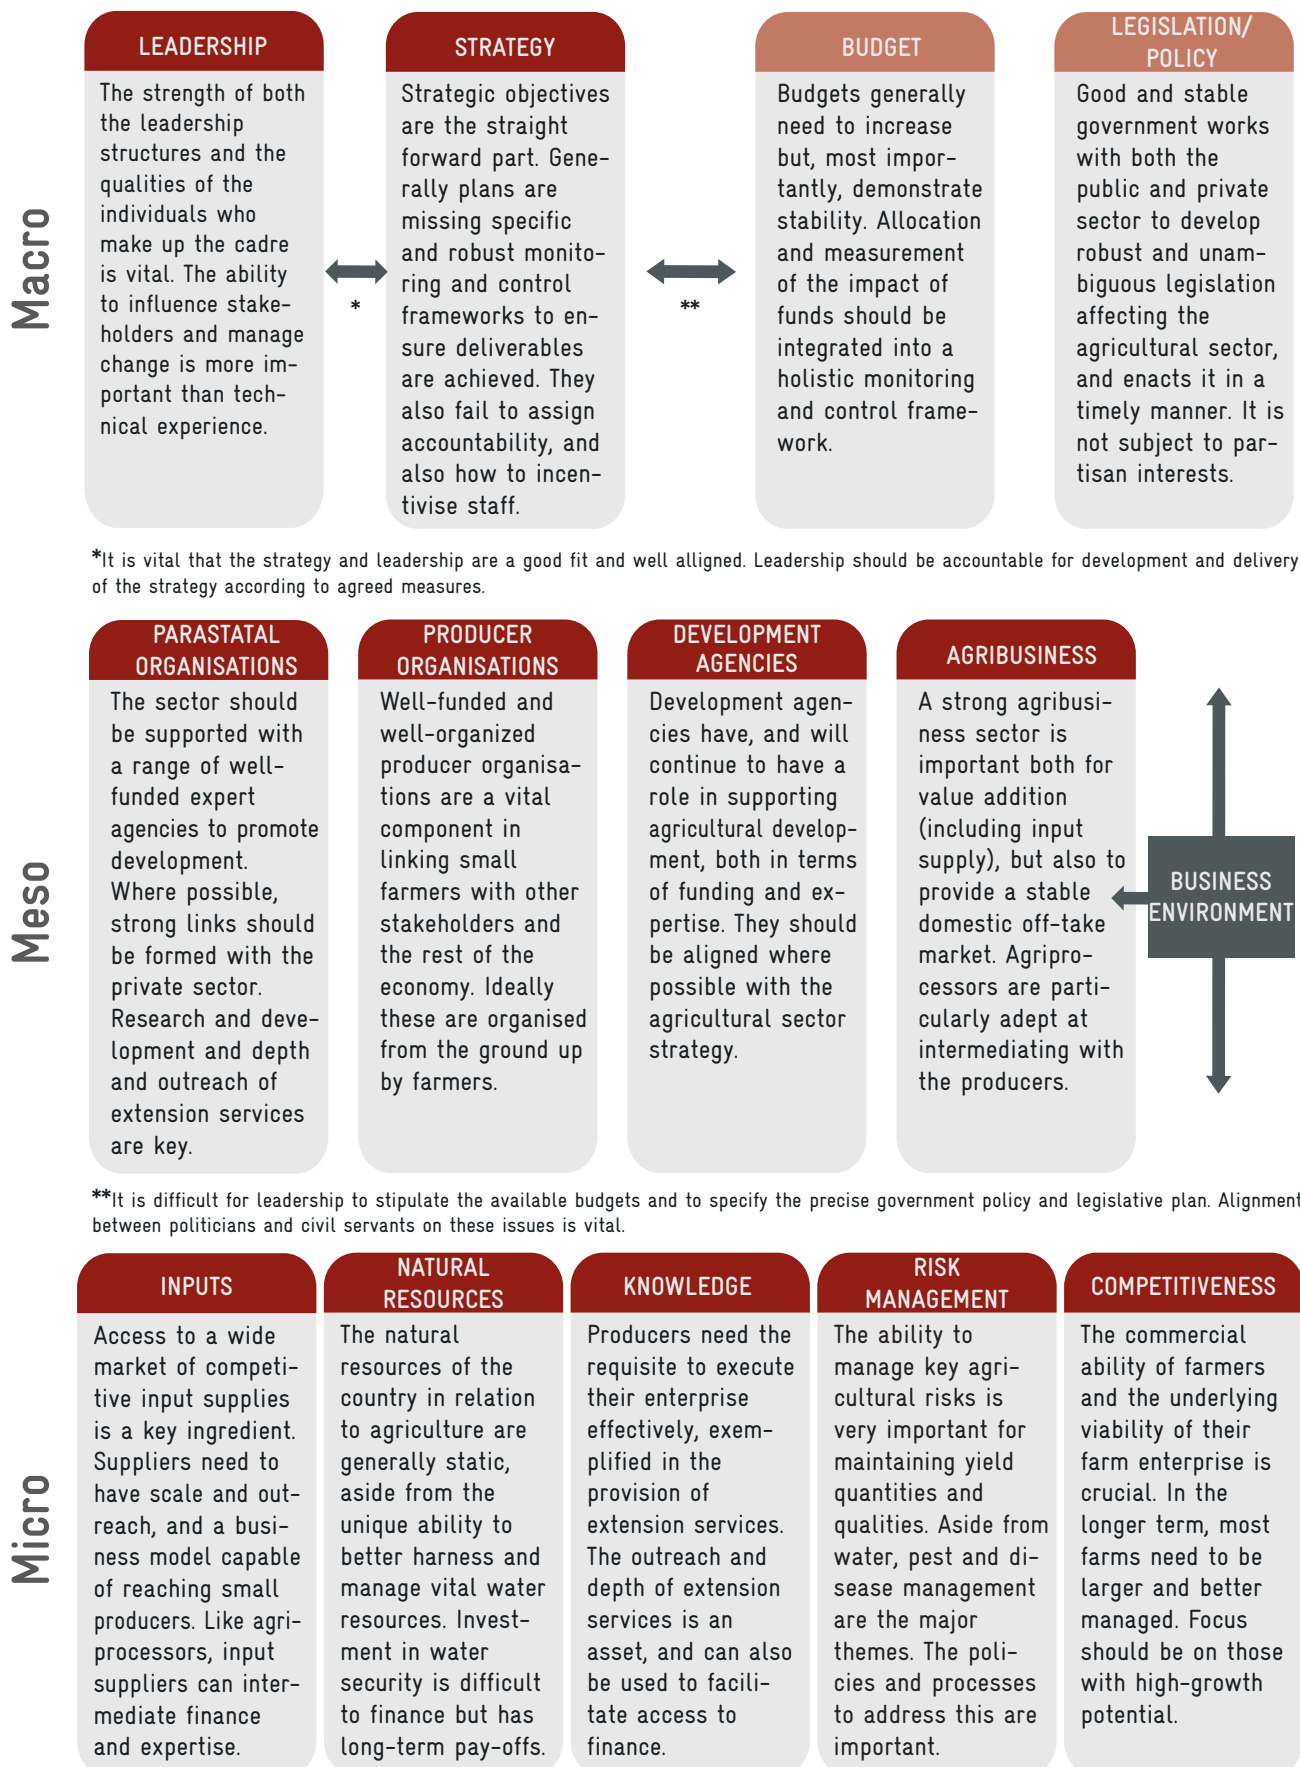 Macro
LEADERSHIP
The strength of both
the leadership
structures and the
qualities of the
individuals who
make up the cadre
is vital. The ability
to influence stake-
holders and manage
change is more im-
portant than tech-
nical experience.
*
STRATEGY
Strategic objectives
are the straight
forward part. Gene-
rally plans are
missing specific
and robust monito-
ring and control
frameworks to en-
sure deliverables
are achieved. They
also fail to assign
accountability, and
also how to incen-
tivise staff.
**
BUDGET
Budgets generally
need to increase
but, most impor-
tantly, demonstrate
stability. Allocation
and measurement
of the impact of
funds should be
integrated into a
holistic monitoring
and control frame-
work.
LEGISLATION/
POLICY
Good and stable
government works
with both the
public and private
sector to develop
robust and unam-
biguous legislation
affecting the
agricultural sector,
and enacts it in a
timely manner. It is
not subject to par-
tisan interests.
*It is vital that the strategy and leadership are a good fit and well alligned. Leadership should be accountable for development and delivery
of the strategy according to agreed measures.
Meso
PARASTATAL
ORGANISATIONS
The sector should
be supported with
a range of well-
funded expert
agencies to promote
development.
Where possible,
strong links should
be formed with the
private sector.
Research and deve-
lopment and depth
and outreach of
extension services
are key.
PRODUCER
ORGANISATIONS
Well-funded and
well-organized
producer organisa-
tions are a vital
component in
linking small
farmers with other
stakeholders and
the rest of the
economy. Ideally
these are organised
from the ground up
by farmers.
DEVELOPMENT
AGENCIES
Development agen-
cies have, and will
continue to have a
role in supporting
agricultural develop-
ment, both in terms
of funding and ex-
pertise. They should
be aligned where
possible with the
agricultural sector
strategy.
AGRIBUSINESS
A strong agribusi-
ness sector is
important both for
value addition
(including input
supply), but also to
provide a stable
domestic off-take
market. Agripro-
cessors are parti-
cularly adept at
intermediating with
the producers.
BUSINESS
ENVIRONMENT
**It is difficult for leadership to stipulate the available budgets and to specify the precise government policy and legislative plan. Alignment
between politicians and civil servants on these issues is vital.
Micro
INPUTS
Access to a wide
market of competi-
tive input supplies
is a key ingredient.
Suppliers need to
have scale and out-
reach, and a busi-
ness model capable
of reaching small
producers. Like agri-
processors, input
suppliers can inter-
mediate finance
and expertise.
NATURAL
RESOURCES
The natural
resources of the
country in relation
to agriculture are
generally static,
aside from the
unique ability to
better harness and
manage vital water
resources. Invest-
ment in water
security is difficult
to finance but has
long-term pay-offs.
KNOWLEDGE
Producers need the
requisite to execute
their enterprise
effectively, exem-
plified in the
provision of
extension services.
The outreach and
depth of extension
services is an
asset, and can also
be used to facili-
tate access to
finance.
RISK
MANAGEMENT
The ability to
manage key agri-
cultural risks is
very important for
maintaining yield
quantities and
qualities. Aside from
water, pest and di-
sease management
are the major
themes. The poli-
cies and processes
to address this are
important.
COMPETITIVENESS
The commercial
ability of farmers
and the underlying
viability of their
farm enterprise is
crucial. In the
longer term, most
farms need to be
larger and better
managed. Focus
should be on those
with high-growth
potential.